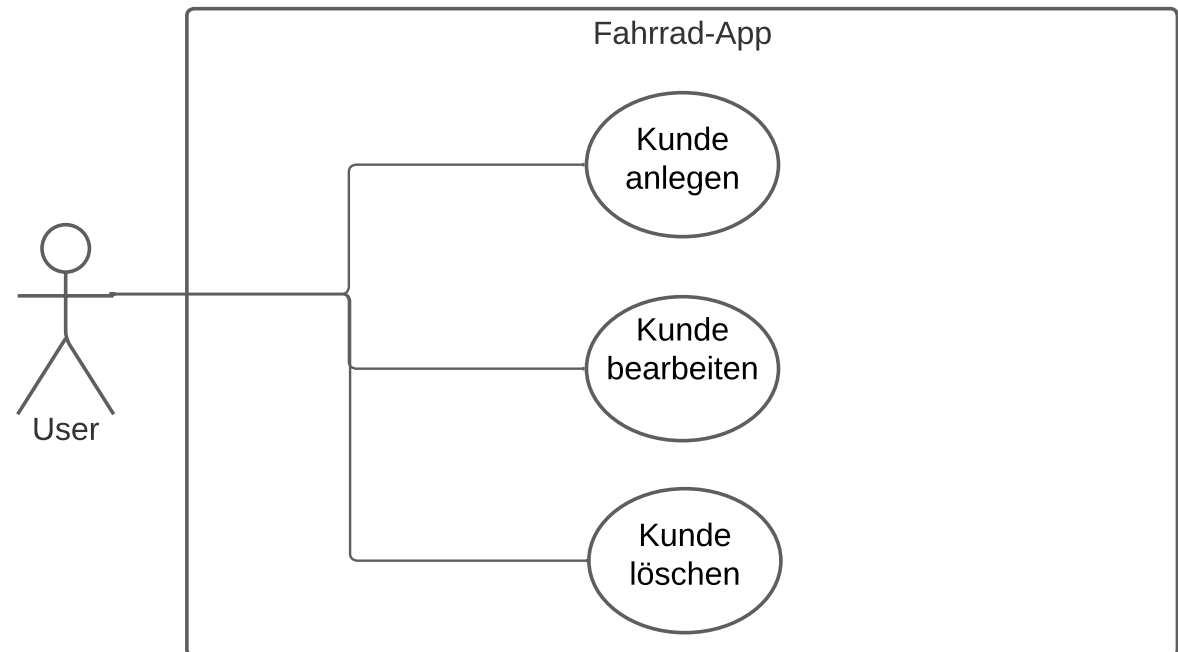 Fahrrad-App
Kunde
anlegen
Kunde
bearbeiten
User
Kunde
löschen